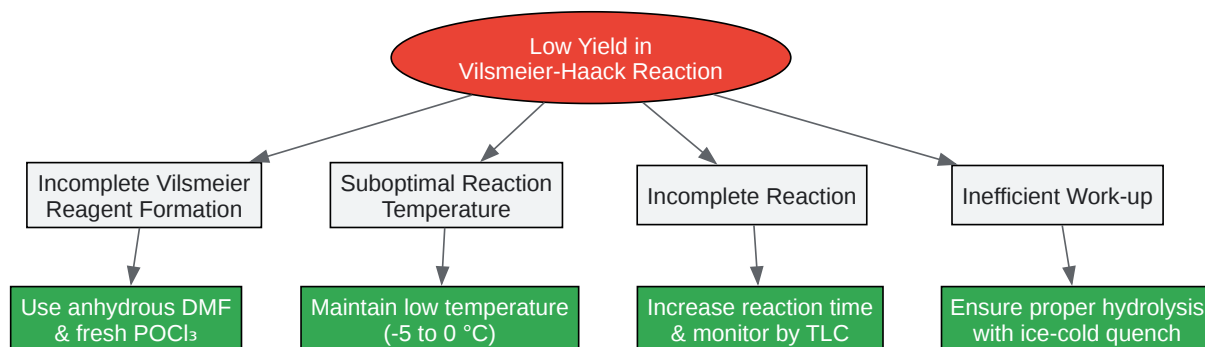 Low Yield in
Vilsmeier-Haack Reaction
Incomplete Vilsmeier
Reagent Formation
Suboptimal Reaction
Temperature
Incomplete Reaction
Inefficient Work-up
Use anhydrous DMF
& fresh POCl₃
Maintain low temperature
(-5 to 0 °C)
Increase reaction time
& monitor by TLC
Ensure proper hydrolysis
with ice-cold quench